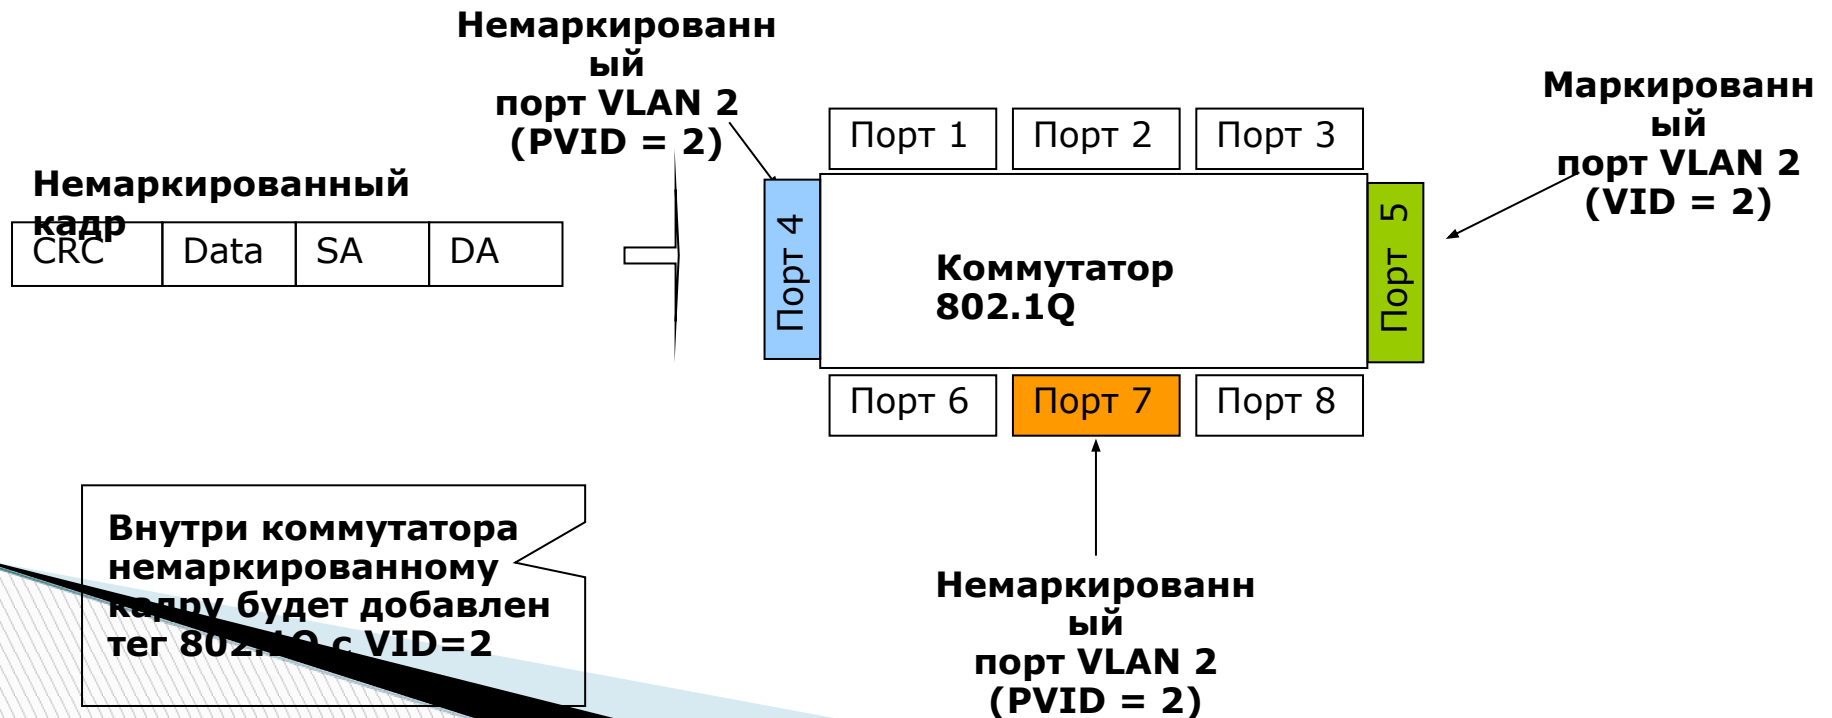 Немаркированн
ый
порт VLAN 2
(PVID = 2)
Маркированн
ый
порт VLAN 2
(VID = 2)
Немаркированный
кадр
CRC Data SA DA
Порт 1 Порт 2 Порт 3
Порт 4
Коммутатор
802.1Q
Порт 5
Порт 6 Порт 7 Порт 8
Внутри коммутатора
немаркированному
кадру будет добавлен
тег 802.1Q с VID=2
Немаркированн
ый
порт VLAN 2
(PVID = 2)